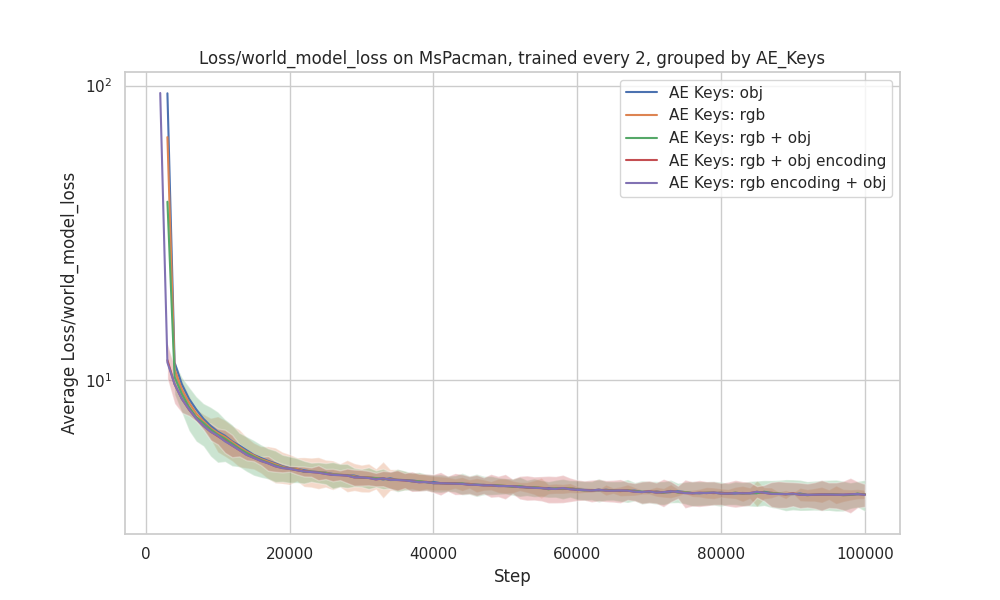 Loss/world_model_loss on MsPacman, trained every 2, grouped by AE_Keys
AE Keys: obj
AE Keys: rgb
AE Keys: rgb + obj
AE Keys: rgb + obj encoding
AE Keys: rgb encoding + obj
10²
10¹
Average Loss/world_model_loss
0 20000 40000 60000 80000 100000
Step